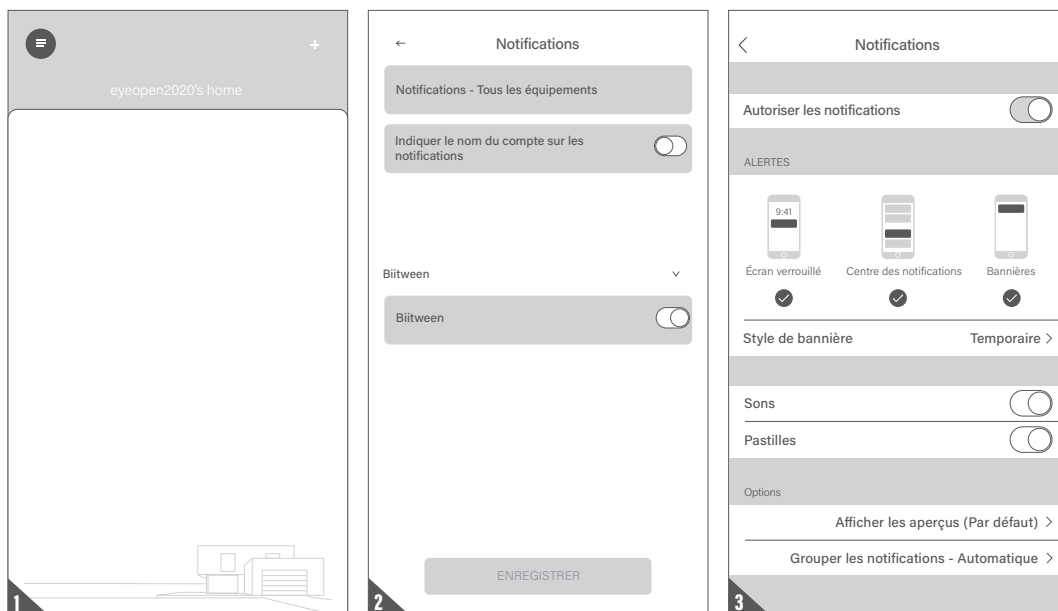 +
eyeopen2020's home
1
← Notifications
Notifications - Tous les équipements
Indiquer le nom du compte sur les
notifications
Biitween
Biitween
ENREGISTRER
2
Notifications
Autoriser les notifications
ALERTES
9:41
Écran verrouillé Centre des notifications Bannières
Style de bannière Temporaire >
Sons
Pastilles
Options
Afficher les aperçus (Par défaut) >
Grouper les notifications - Automatique >
3